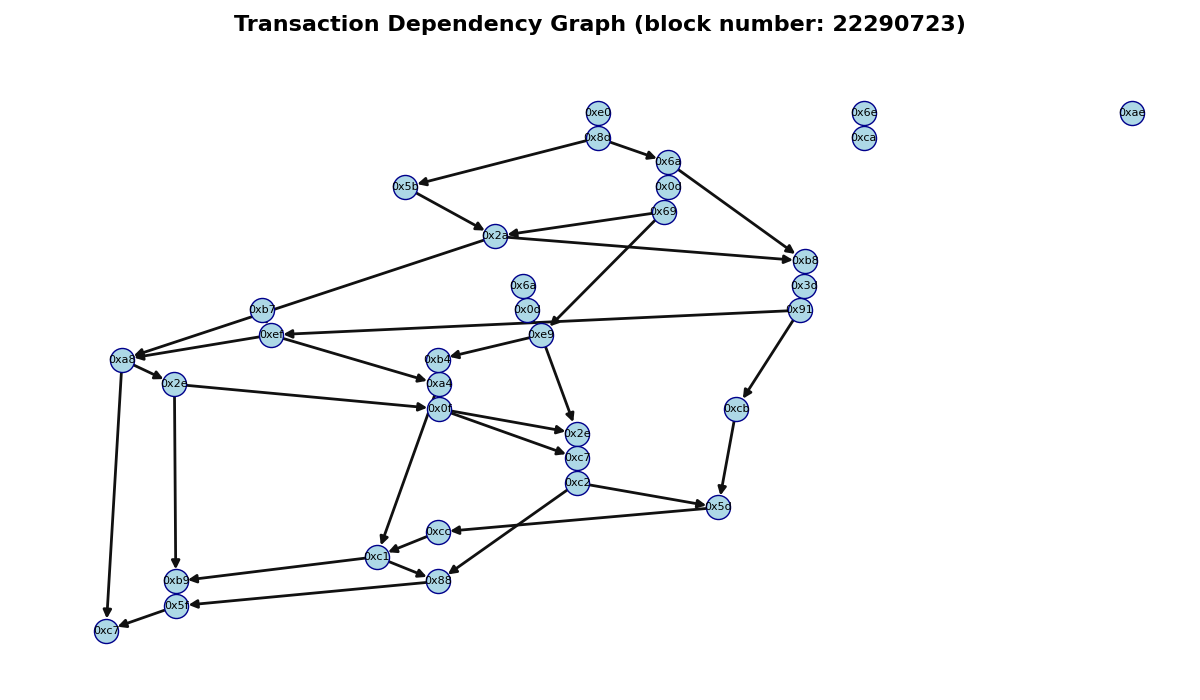 Transaction Dependency Graph (block number: 22290723)
0xe0
0x6e
0xae
0x8d
0xca
0x6a
0x5b
0x0d
0x69
0x2a
0xb8
0x6a
0x3d
0xb7
0x0d
0x91
0xef
0xe9
0xa8
0xb4
0x2e
0xa4
0x0f
0xcb
0x2e
0xc7
0xc2
0x5d
0xcc
0xc1
0xb9
0x88
0x5f
0xc7